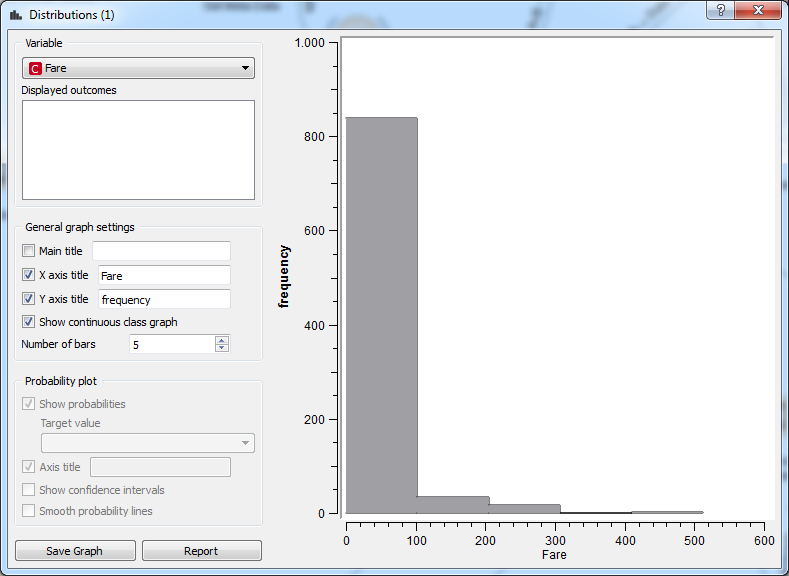 Distributions (1)
?
Variable
C Fare
Displayed outcomes
General graph settings
Main title
X axis title Fare
Y axis title frequency
Show continuous class graph
Number of bars 5
Probability plot
Show probabilities
Target value
Axis title
Show confidence intervals
Smooth probability lines
Save Graph Report
1.000
800
600
400
200
0
frequency
0 100 200 300 400 500 600
Fare